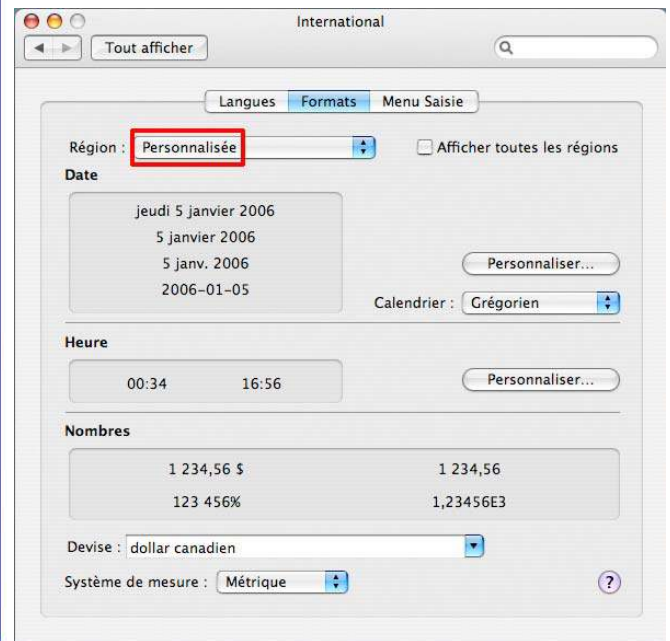 International
Tout afficher
Langues Formats Menu Saisie
Région : Personnalisée Afficher toutes les régions
Date
jeudi 5 janvier 2006
5 janvier 2006
5 janv. 2006
2006-01-05
Personnaliser...
Calendrier : Grégorien
Heure
00:34 16:56
Personnaliser...
Nombres
1 234,56 $ 1 234,56
123 456% 1,23456E3
Devise : dollar canadien
Système de mesure : Métrique ?